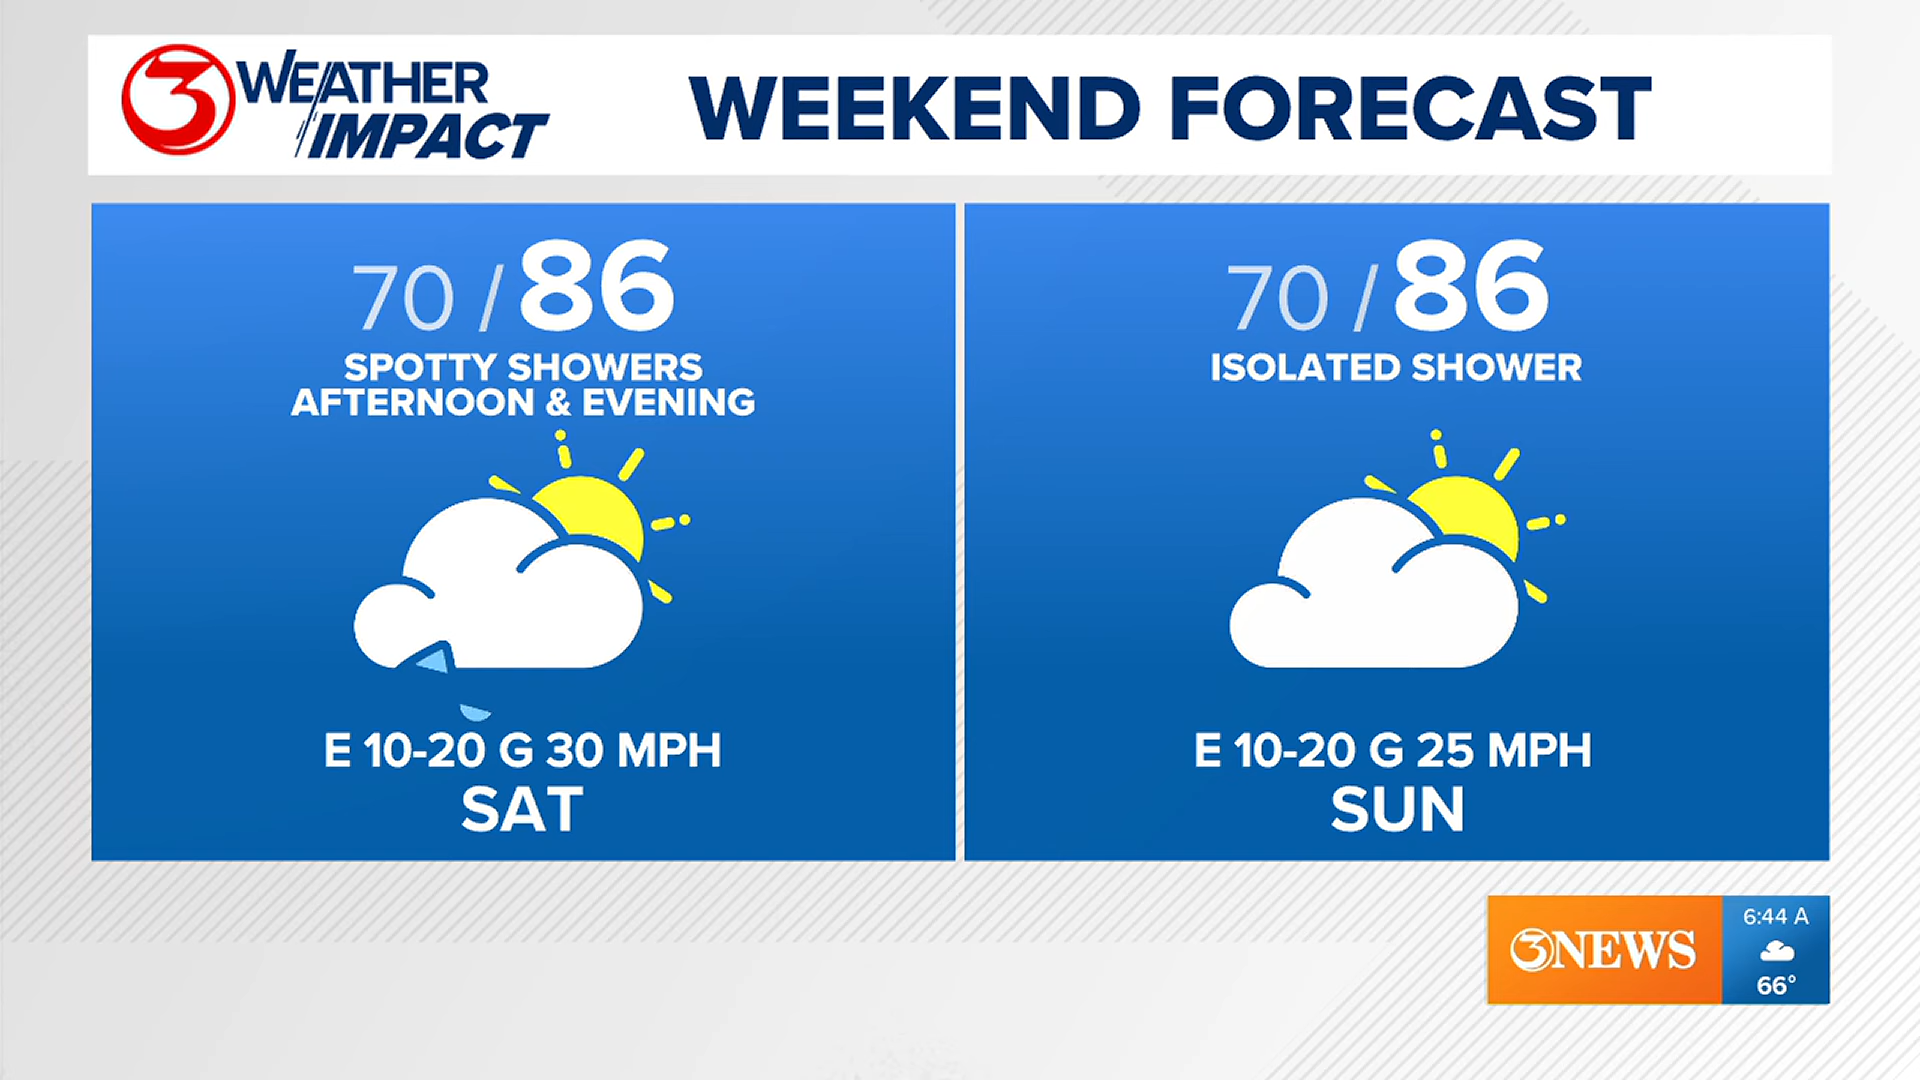 3 WEATHER
IMPACT
WEEKEND FORECAST
70 / 86
SPOTTY SHOWERS
AFTERNOON & EVENING
E 10-20 G 30 MPH
SAT
70 / 86
ISOLATED SHOWER
E 10-20 G 25 MPH
SUN
3NEWS
6:44 A
66°